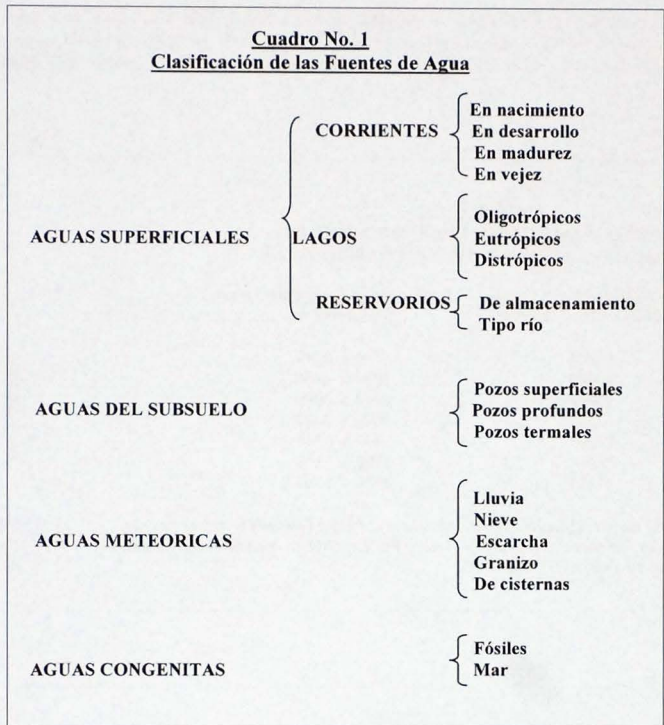 Cuadro No. 1
Clasificación de las Fuentes de Agua
AGUAS SUPERFICIALES
CORRIENTES
En nacimiento
En desarrollo
En madurez
En vejez
LAGOS
Oligotrópicos
Eutrópicos
Distrópicos
RESERVORIOS
De almacenamiento
Tipo río
AGUAS DEL SUBSUELO
Pozos superficiales
Pozos profundos
Pozos termales
AGUAS METEORICAS
Lluvia
Nieve
Escarcha
Granizo
De cisternas
AGUAS CONGENITAS
Fósiles
Mar